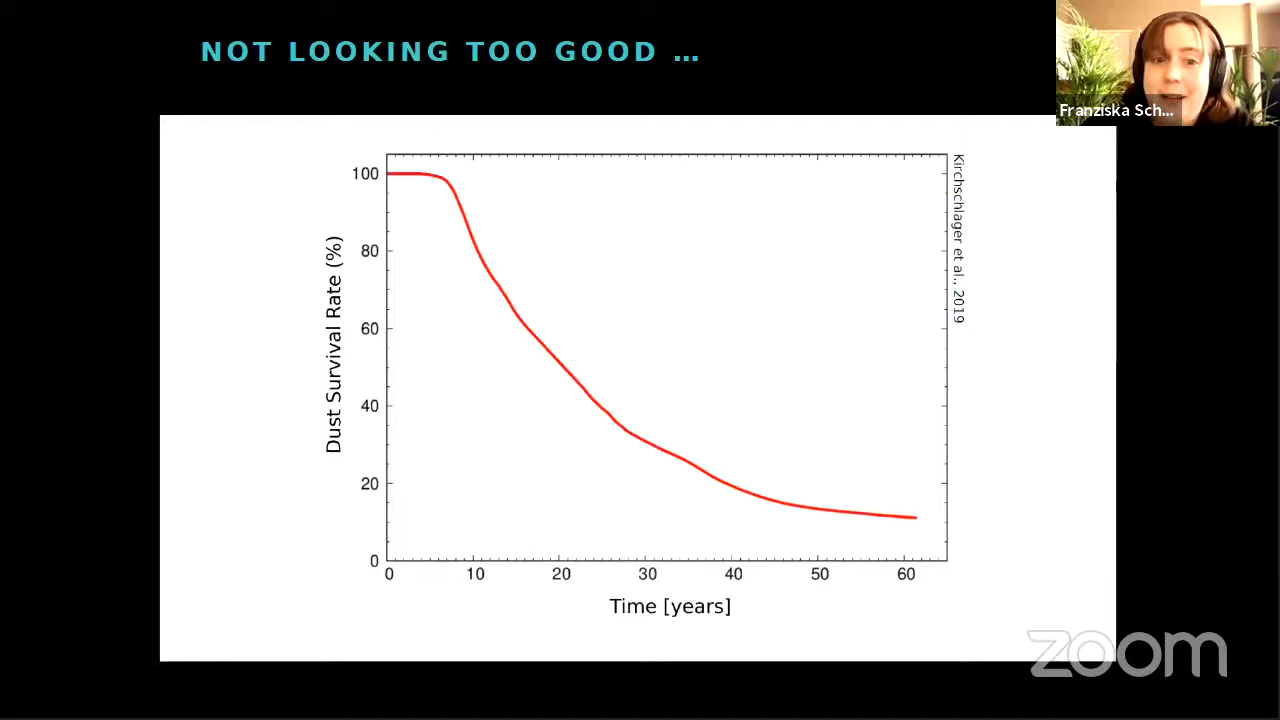 NOT LOOKING TOO GOOD ...
Franziska Sch...
Kirchschlager et al., 2019
Dust Survival Rate (%)
100
80
60
40
20
0
0 10 20 30 40 50 60
Time [years]
zoom